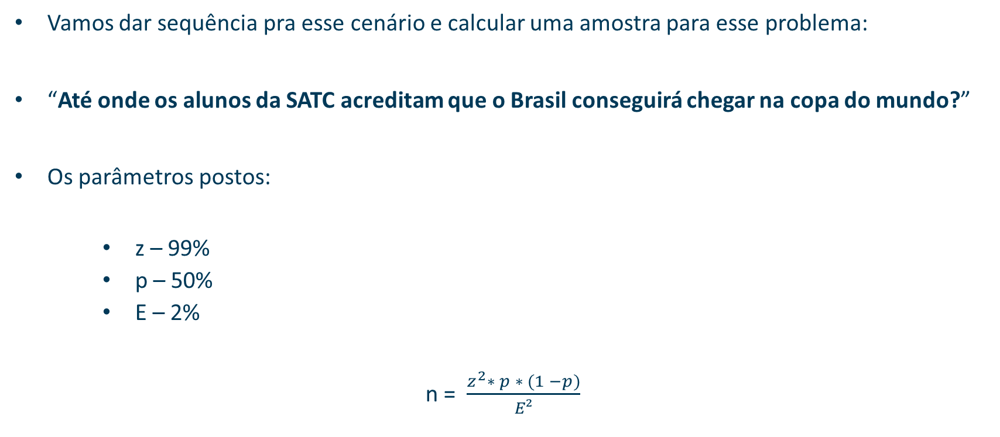 • Vamos dar sequência pra esse cenário e calcular uma amostra para esse problema:
• “Até onde os alunos da SATC acreditam que o Brasil conseguirá chegar na copa do mundo?”
• Os parâmetros postos:
• z – 99%
• p – 50%
• E – 2%
n = \frac{z^2 * p * (1 - p)}{E^2}